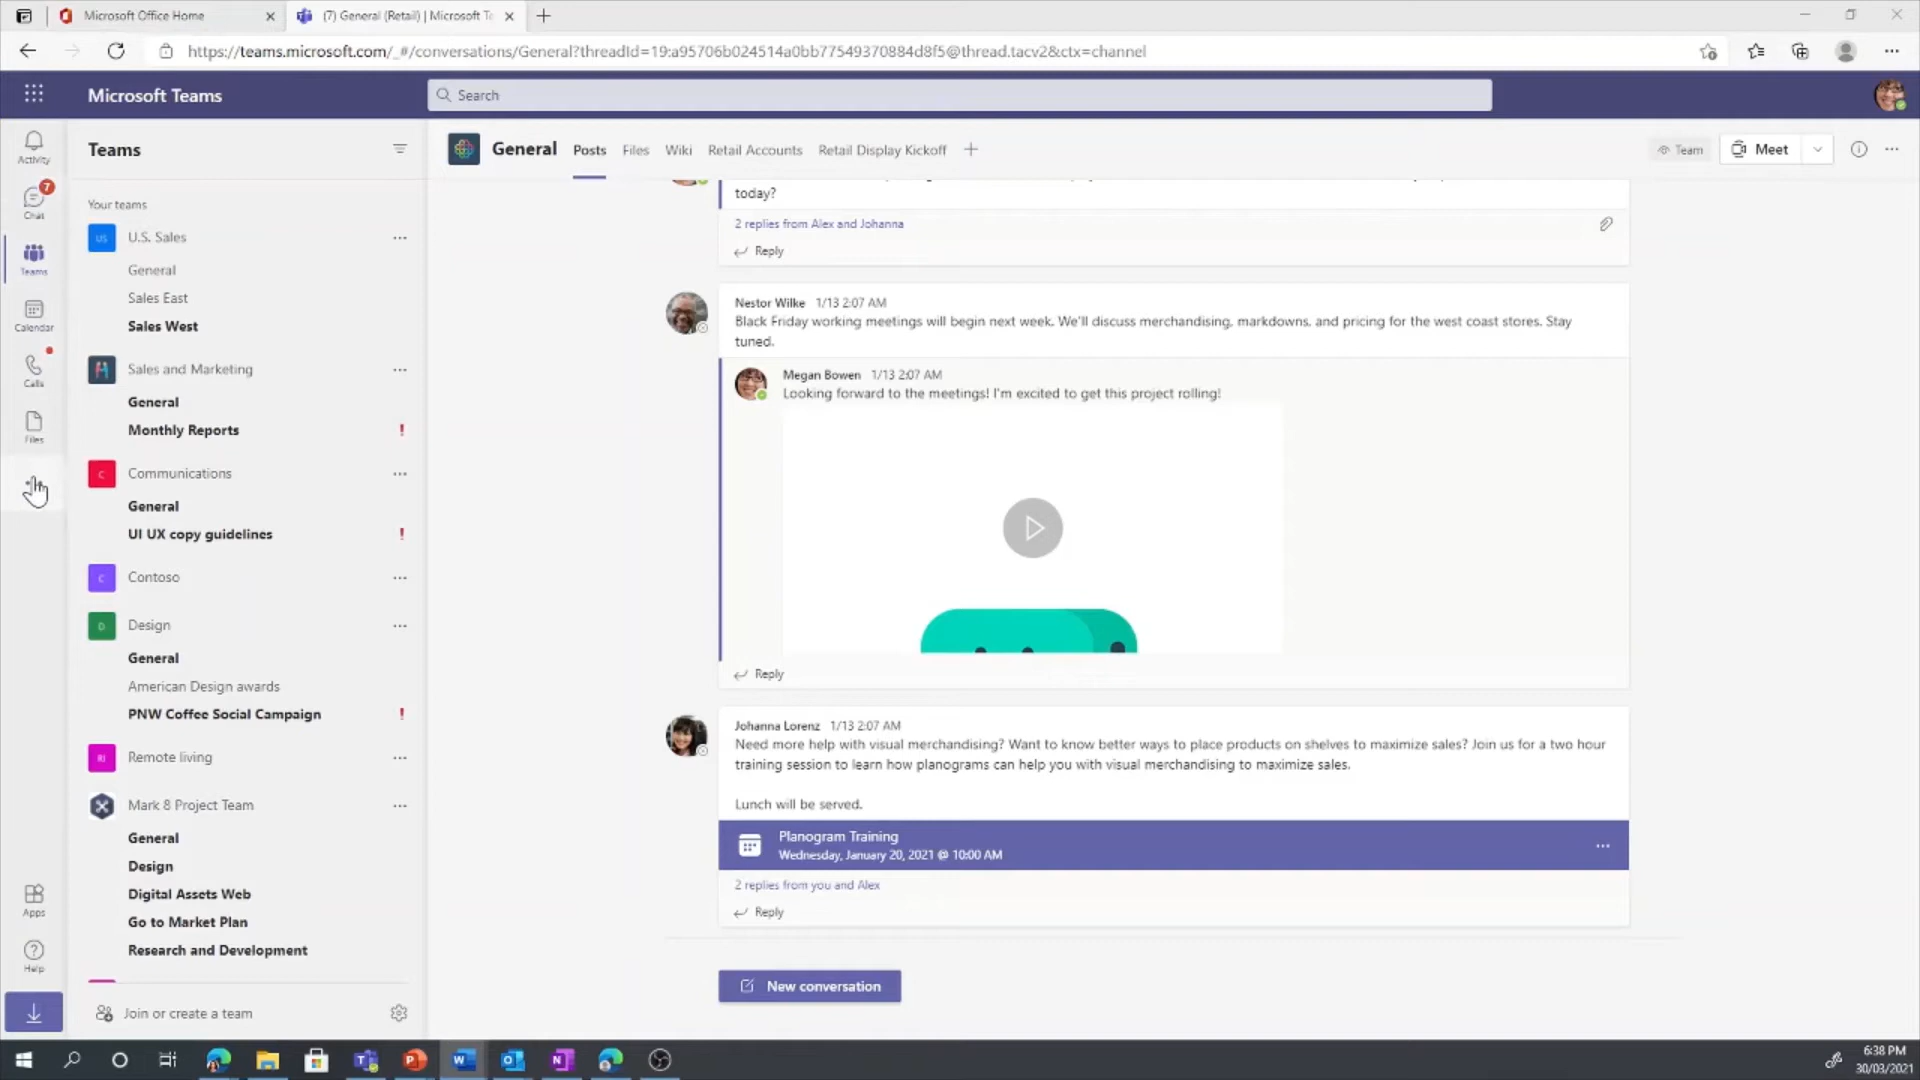 Microsoft Office Home
(7) General (Retail) | Microsoft Te
https://teams.microsoft.com/_#/conversations/General?threadId=19:a95706b024514a0bb77549370884d8f5@thread.tacv2&ctx=channel
Microsoft Teams
Search
Activity
7
Chat
Teams
Calendar
Calls
Files
Apps
Help
Teams
Your teams
US
U.S. Sales
General
Sales East
Sales West
Sales and Marketing
General
Monthly Reports !
C
Communications
General
UI UX copy guidelines !
C
Contoso
D
Design
General
American Design awards
PNW Coffee Social Campaign !
Rl
Remote living
Mark 8 Project Team
General
Design
Digital Assets Web
Go to Market Plan
Research and Development
Join or create a team
General Posts Files Wiki Retail Accounts Retail Display Kickoff
Team
Meet
today?
2 replies from Alex and Johanna
Reply
Nestor Wilke 1/13 2:07 AM
Black Friday working meetings will begin next week. We'll discuss merchandising, markdowns, and pricing for the west coast stores. Stay
tuned.
Megan Bowen 1/13 2:07 AM
Looking forward to the meetings! I'm excited to get this project rolling!
Reply
Johanna Lorenz 1/13 2:07 AM
Need more help with visual merchandising? Want to know better ways to place products on shelves to maximize sales? Join us for a two hour
training session to learn how planograms can help you with visual merchandising to maximize sales.
Lunch will be served.
Planogram Training
Wednesday, January 20, 2021 @ 10:00 AM
2 replies from you and Alex
Reply
New conversation
6:38 PM
30/03/2021